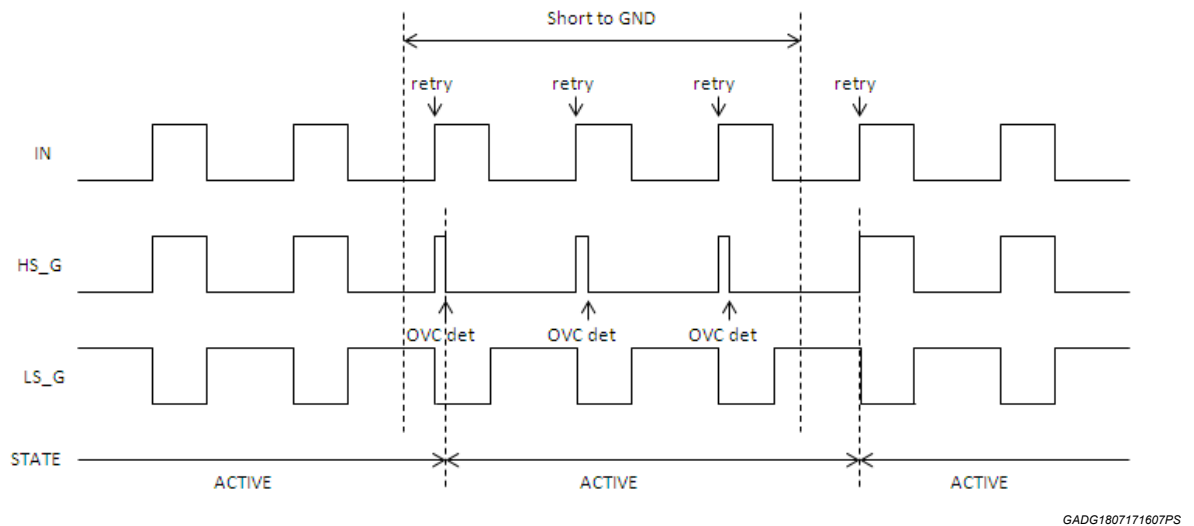 Short to GND
retry retry retry retry
IN
HS_G
OVC det OVC det OVC det
LS_G
STATE
ACTIVE ACTIVE ACTIVE
GADG1807171607PS